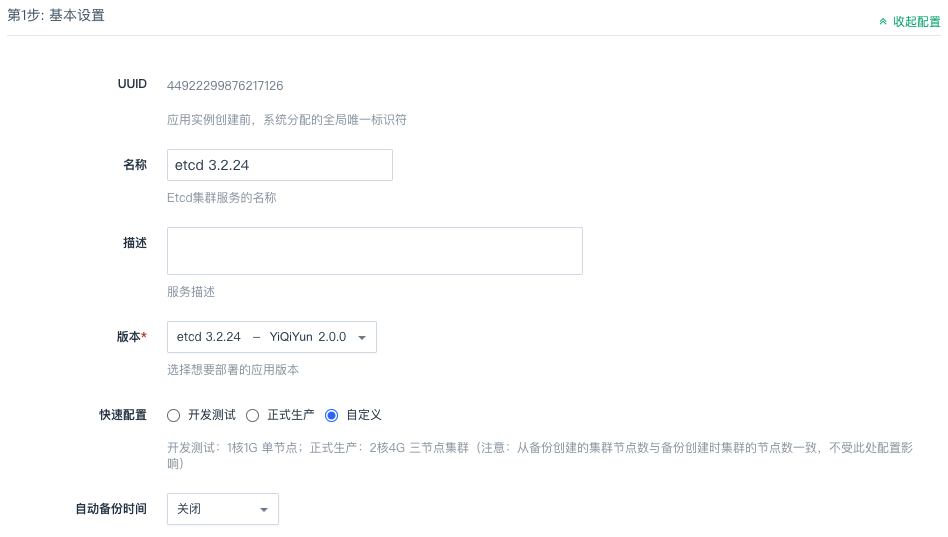 第1步: 基本设置
收起配置
UUID 44922299876217126
应用实例创建前，系统分配的全局唯一标识符
名称 etcd 3.2.24
Etcd集群服务的名称
描述
服务描述
版本* etcd 3.2.24 – YiQiYun 2.0.0
选择想要部署的应用版本
快速配置 开发测试 正式生产 自定义
开发测试：1核1G 单节点；正式生产：2核4G 三节点集群（注意：从备份创建的集群节点数与备份创建时集群的节点数一致，不受此处配置影
响）
自动备份时间 关闭